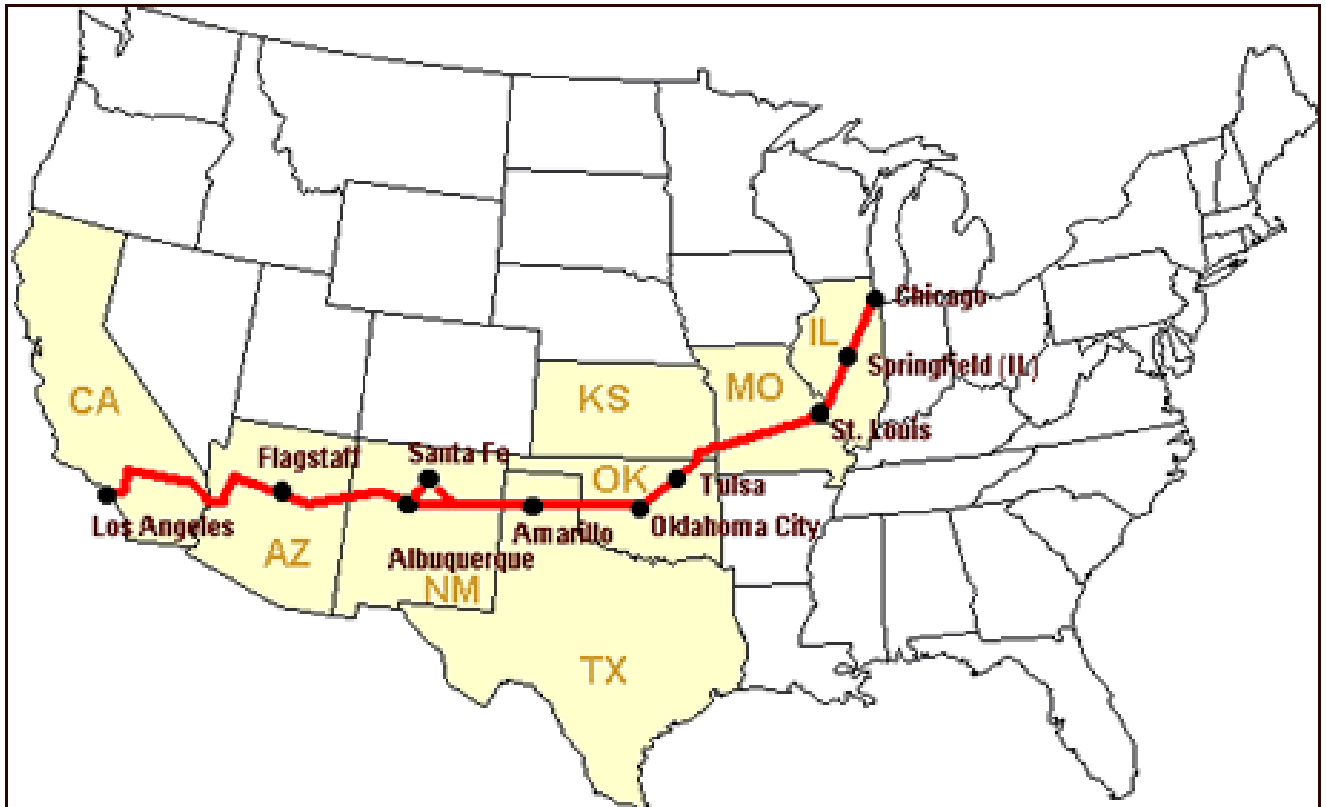 Chicago
IL
Springfield (IL)
MO
KS
CA
St. Louis
Santa Fe
Flagstaff
OK
Tulsa
Los Angeles
Amarillo
Oklahoma City
AZ
Albuquerque
NM
TX